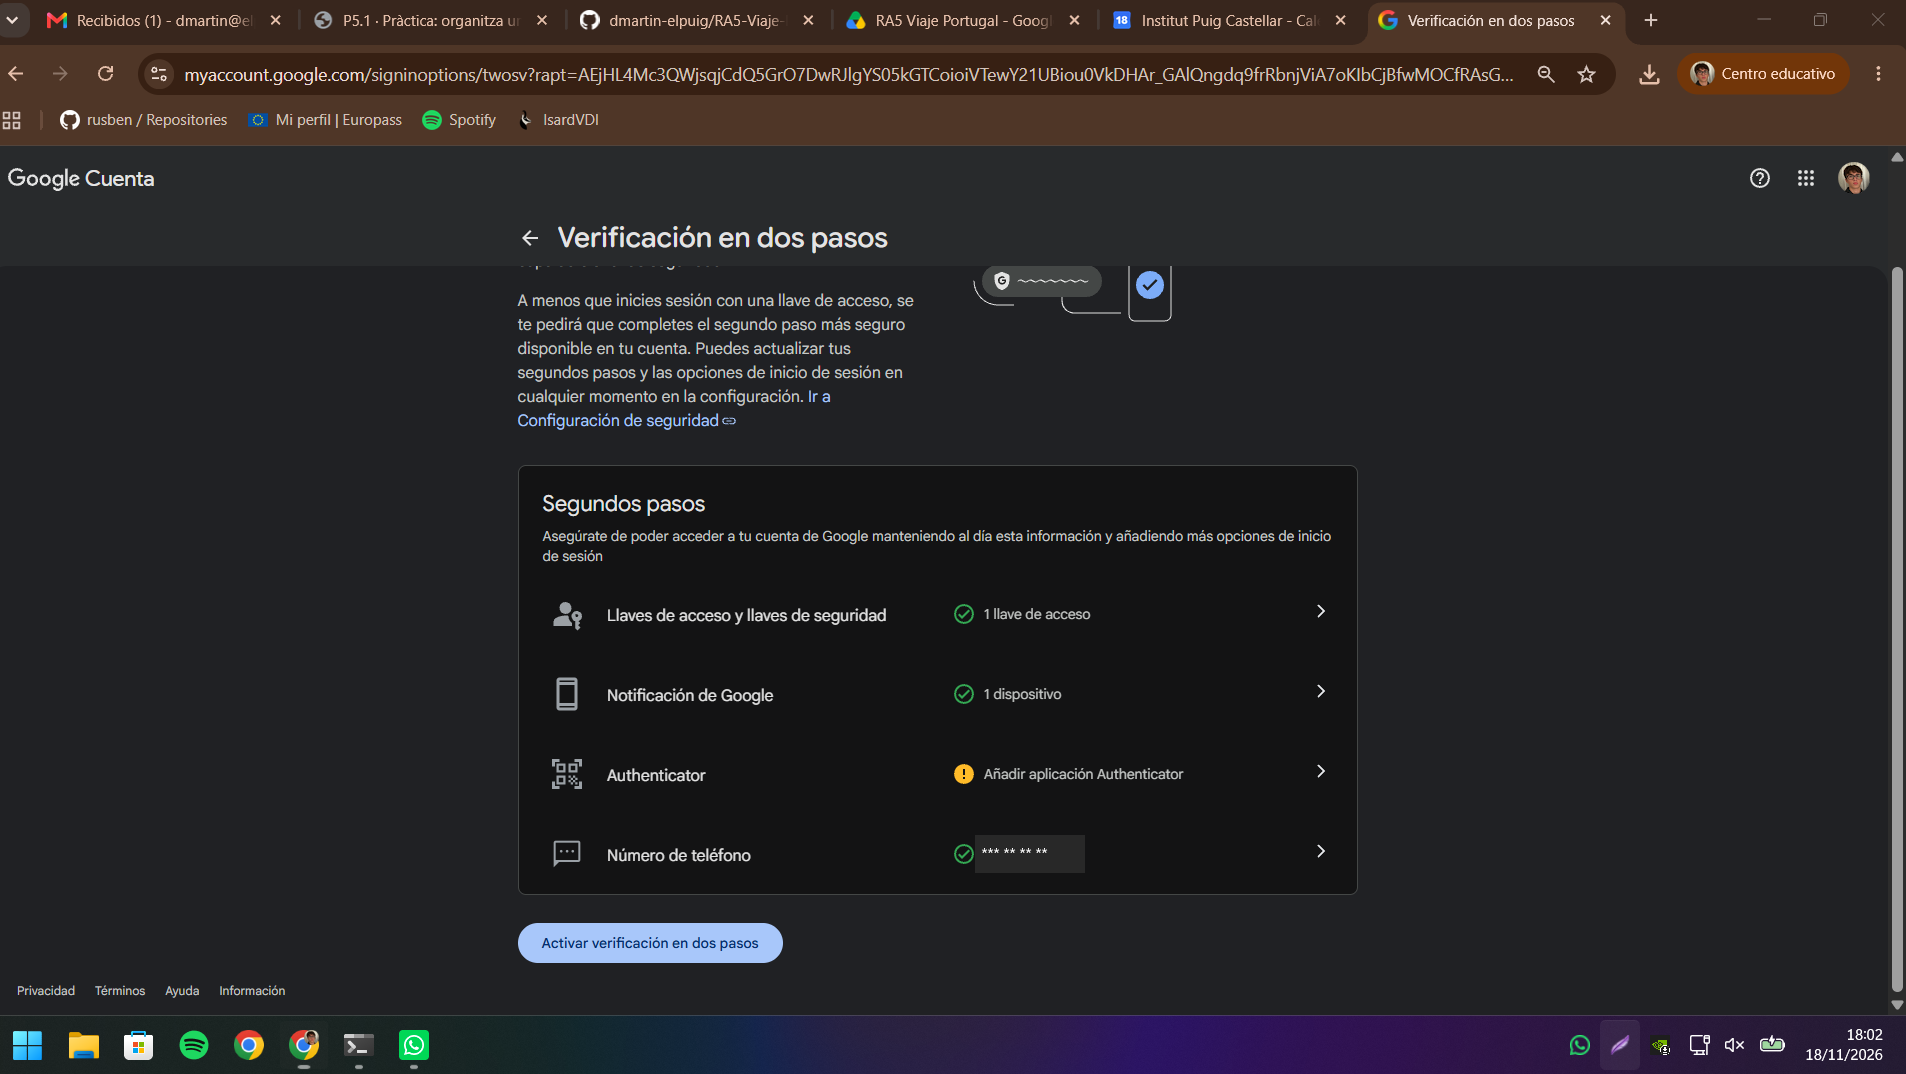 Recibidos (1) - dmartin@el
P5.1 · Pràctica: organitza un
dmartin-elpuig/RA5-Viaje-
RA5 Viaje Portugal - Googl
18
Institut Puig Castellar - Cal
Verificación en dos pasos
myaccount.google.com/signinoptions/twosv?rapt=AEjHL4Mc3QWjsqjCdQ5GrO7DwRJlgYS05kGTCoioiVTewY21UBiou0VkDHAr_GAlQngdq9frRbnjViA7oKIbCjBfwMOCfRAsG...
Centro educativo
rusben / Repositories
Mi perfil | Europass
Spotify
IsardVDI
Google Cuenta
Verificación en dos pasos
A menos que inicies sesión con una llave de acceso, se
te pedirá que completes el segundo paso más seguro
disponible en tu cuenta. Puedes actualizar tus
segundos pasos y las opciones de inicio de sesión en
cualquier momento en la configuración. Ir a
Configuración de seguridad
Segundos pasos
Asegúrate de poder acceder a tu cuenta de Google manteniendo al día esta información y añadiendo más opciones de inicio
de sesión
Llaves de acceso y llaves de seguridad
1 llave de acceso
Notificación de Google
1 dispositivo
Authenticator
Añadir aplicación Authenticator
Número de teléfono
*** ** ** **
Activar verificación en dos pasos
Privacidad
Términos
Ayuda
Información
18:02
18/11/2026